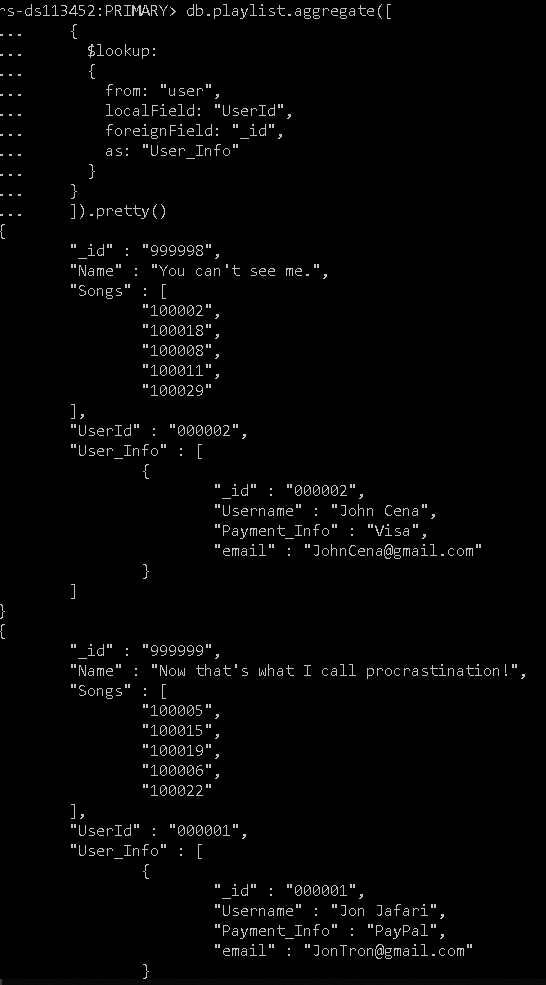 rs-ds113452:PRIMARY> db.playlist.aggregate([
... {
... $lookup:
... {
... from: "user",
... localField: "UserId",
... foreignField: "_id",
... as: "User_Info"
... }
... }
... ]).pretty()
{
"_id" : "999998",
"Name" : "You can't see me.",
"Songs" : [
"100002",
"100018",
"100008",
"100011",
"100029"
],
"UserId" : "000002",
"User_Info" : [
{
"_id" : "000002",
"Username" : "John Cena",
"Payment_Info" : "Visa",
"email" : "JohnCena@gmail.com"
}
]
}
{
"_id" : "999999",
"Name" : "Now that's what I call procrastination!",
"Songs" : [
"100005",
"100015",
"100019",
"100006",
"100022"
],
"UserId" : "000001",
"User_Info" : [
{
"_id" : "000001",
"Username" : "Jon Jafari",
"Payment_Info" : "PayPal",
"email" : "JonTron@gmail.com"
}